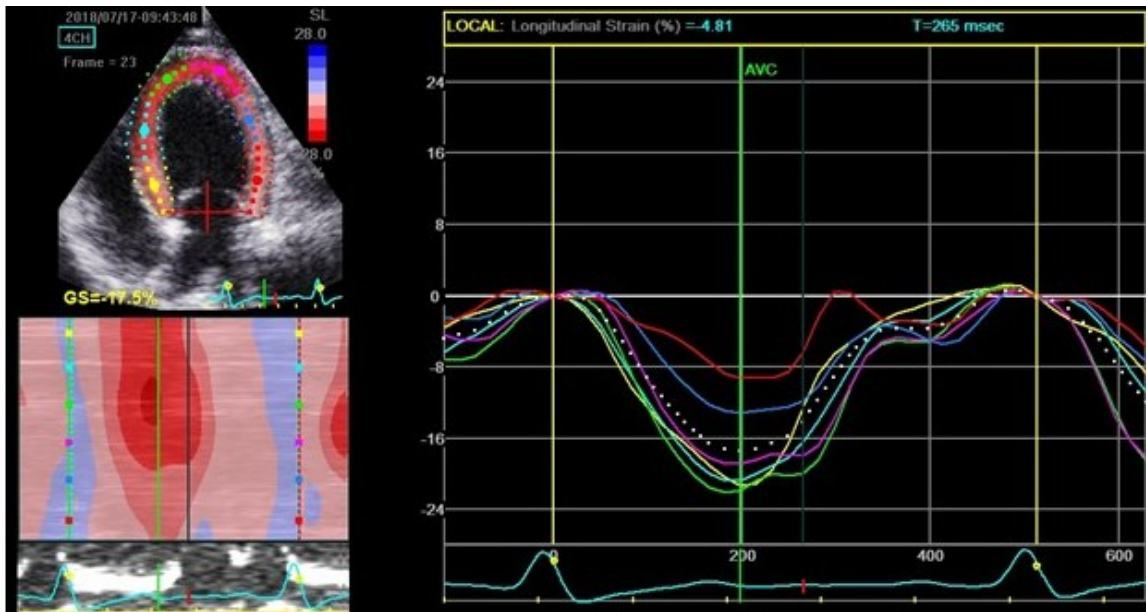 2018/07/17-09:43:48
SL
4CH
28.0
Frame = 23
28.0
%
GS=-17.5%
LOCAL: Longitudinal Strain (%) =-4.81 T=265 msec
AVC
24
16
8
0
-8
-16
-24
0 200 400 600